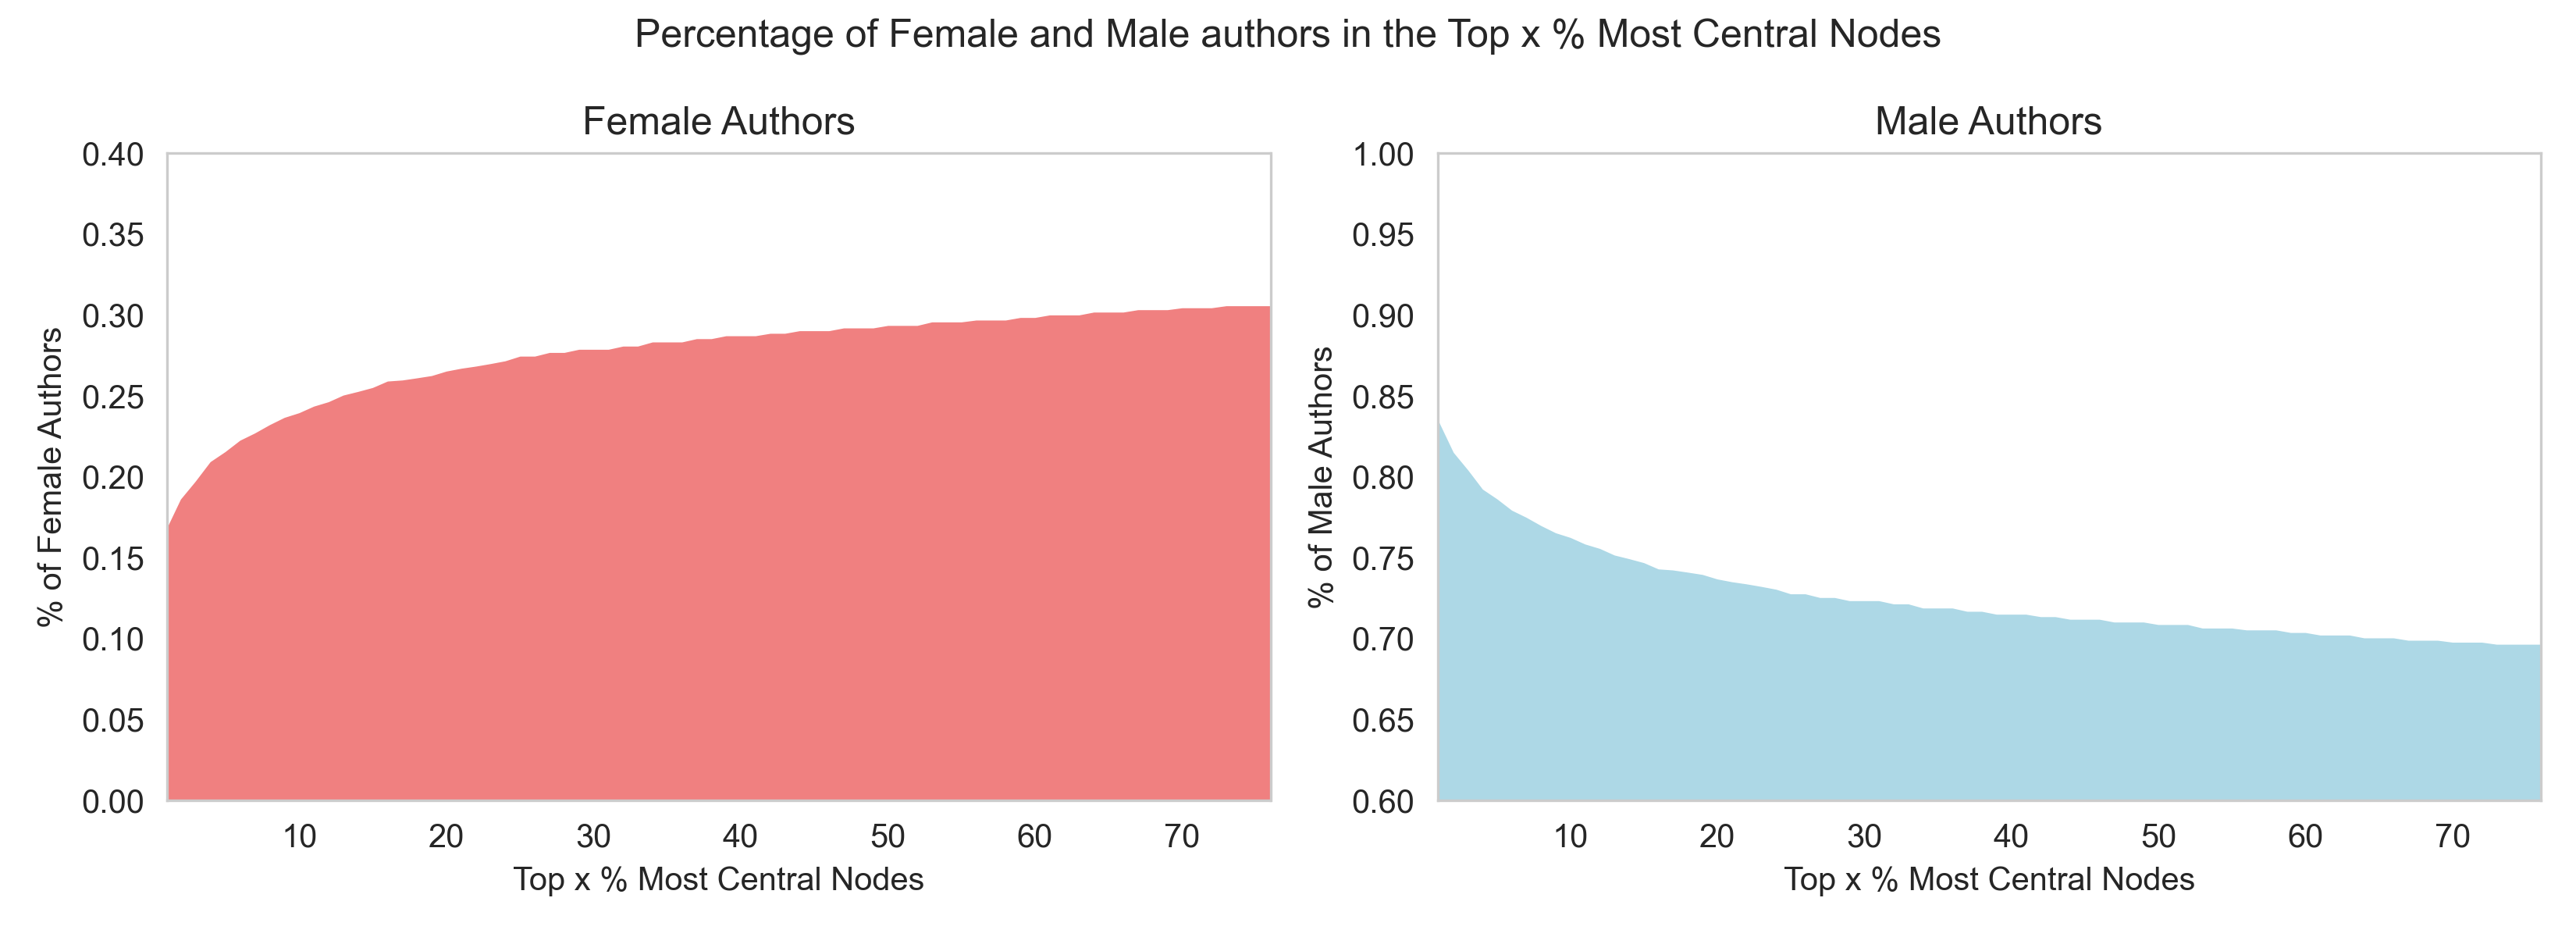 Percentage of Female and Male authors in the Top x % Most Central Nodes
Female Authors
0.40
0.35
0.30
0.25
0.20
0.15
0.10
0.05
0.00
% of Female Authors
10 20 30 40 50 60 70
Top x % Most Central Nodes
Male Authors
1.00
0.95
0.90
0.85
0.80
0.75
0.70
0.65
0.60
% of Male Authors
10 20 30 40 50 60 70
Top x % Most Central Nodes